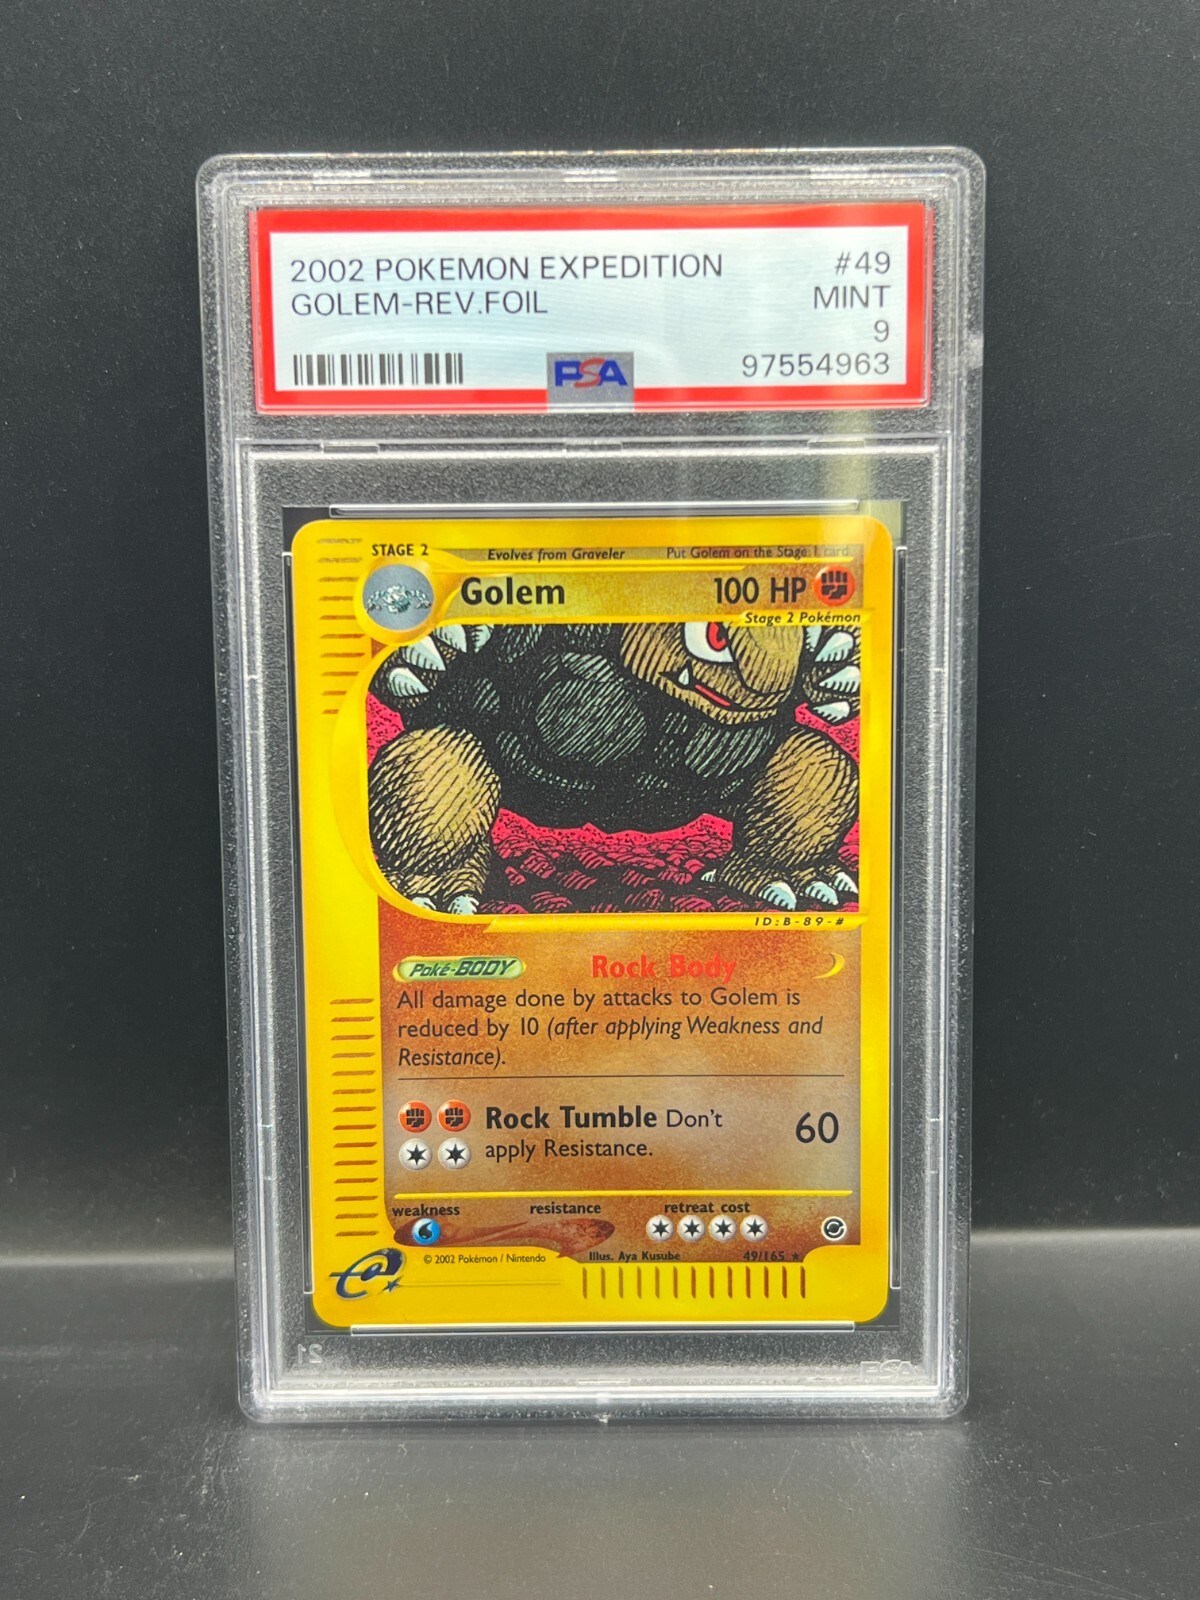 2002 POKEMON EXPEDITION #49
GOLEM-REV.FOIL MINT
9
PSA 97554963
STAGE 2 Evolves from Graveler Put Golem on the Stage 1 card
Golem 100 HP
Stage 2 Pokémon
ID:B-89-#
Poké-BODY Rock Body
All damage done by attacks to Golem is
reduced by 10 (after applying Weakness and
Resistance).
Rock Tumble Don't 60
apply Resistance.
weakness resistance retreat cost
© 2002 Pokémon / Nintendo Illus. Aya Kusube 49/165 ★
e
21 PSA